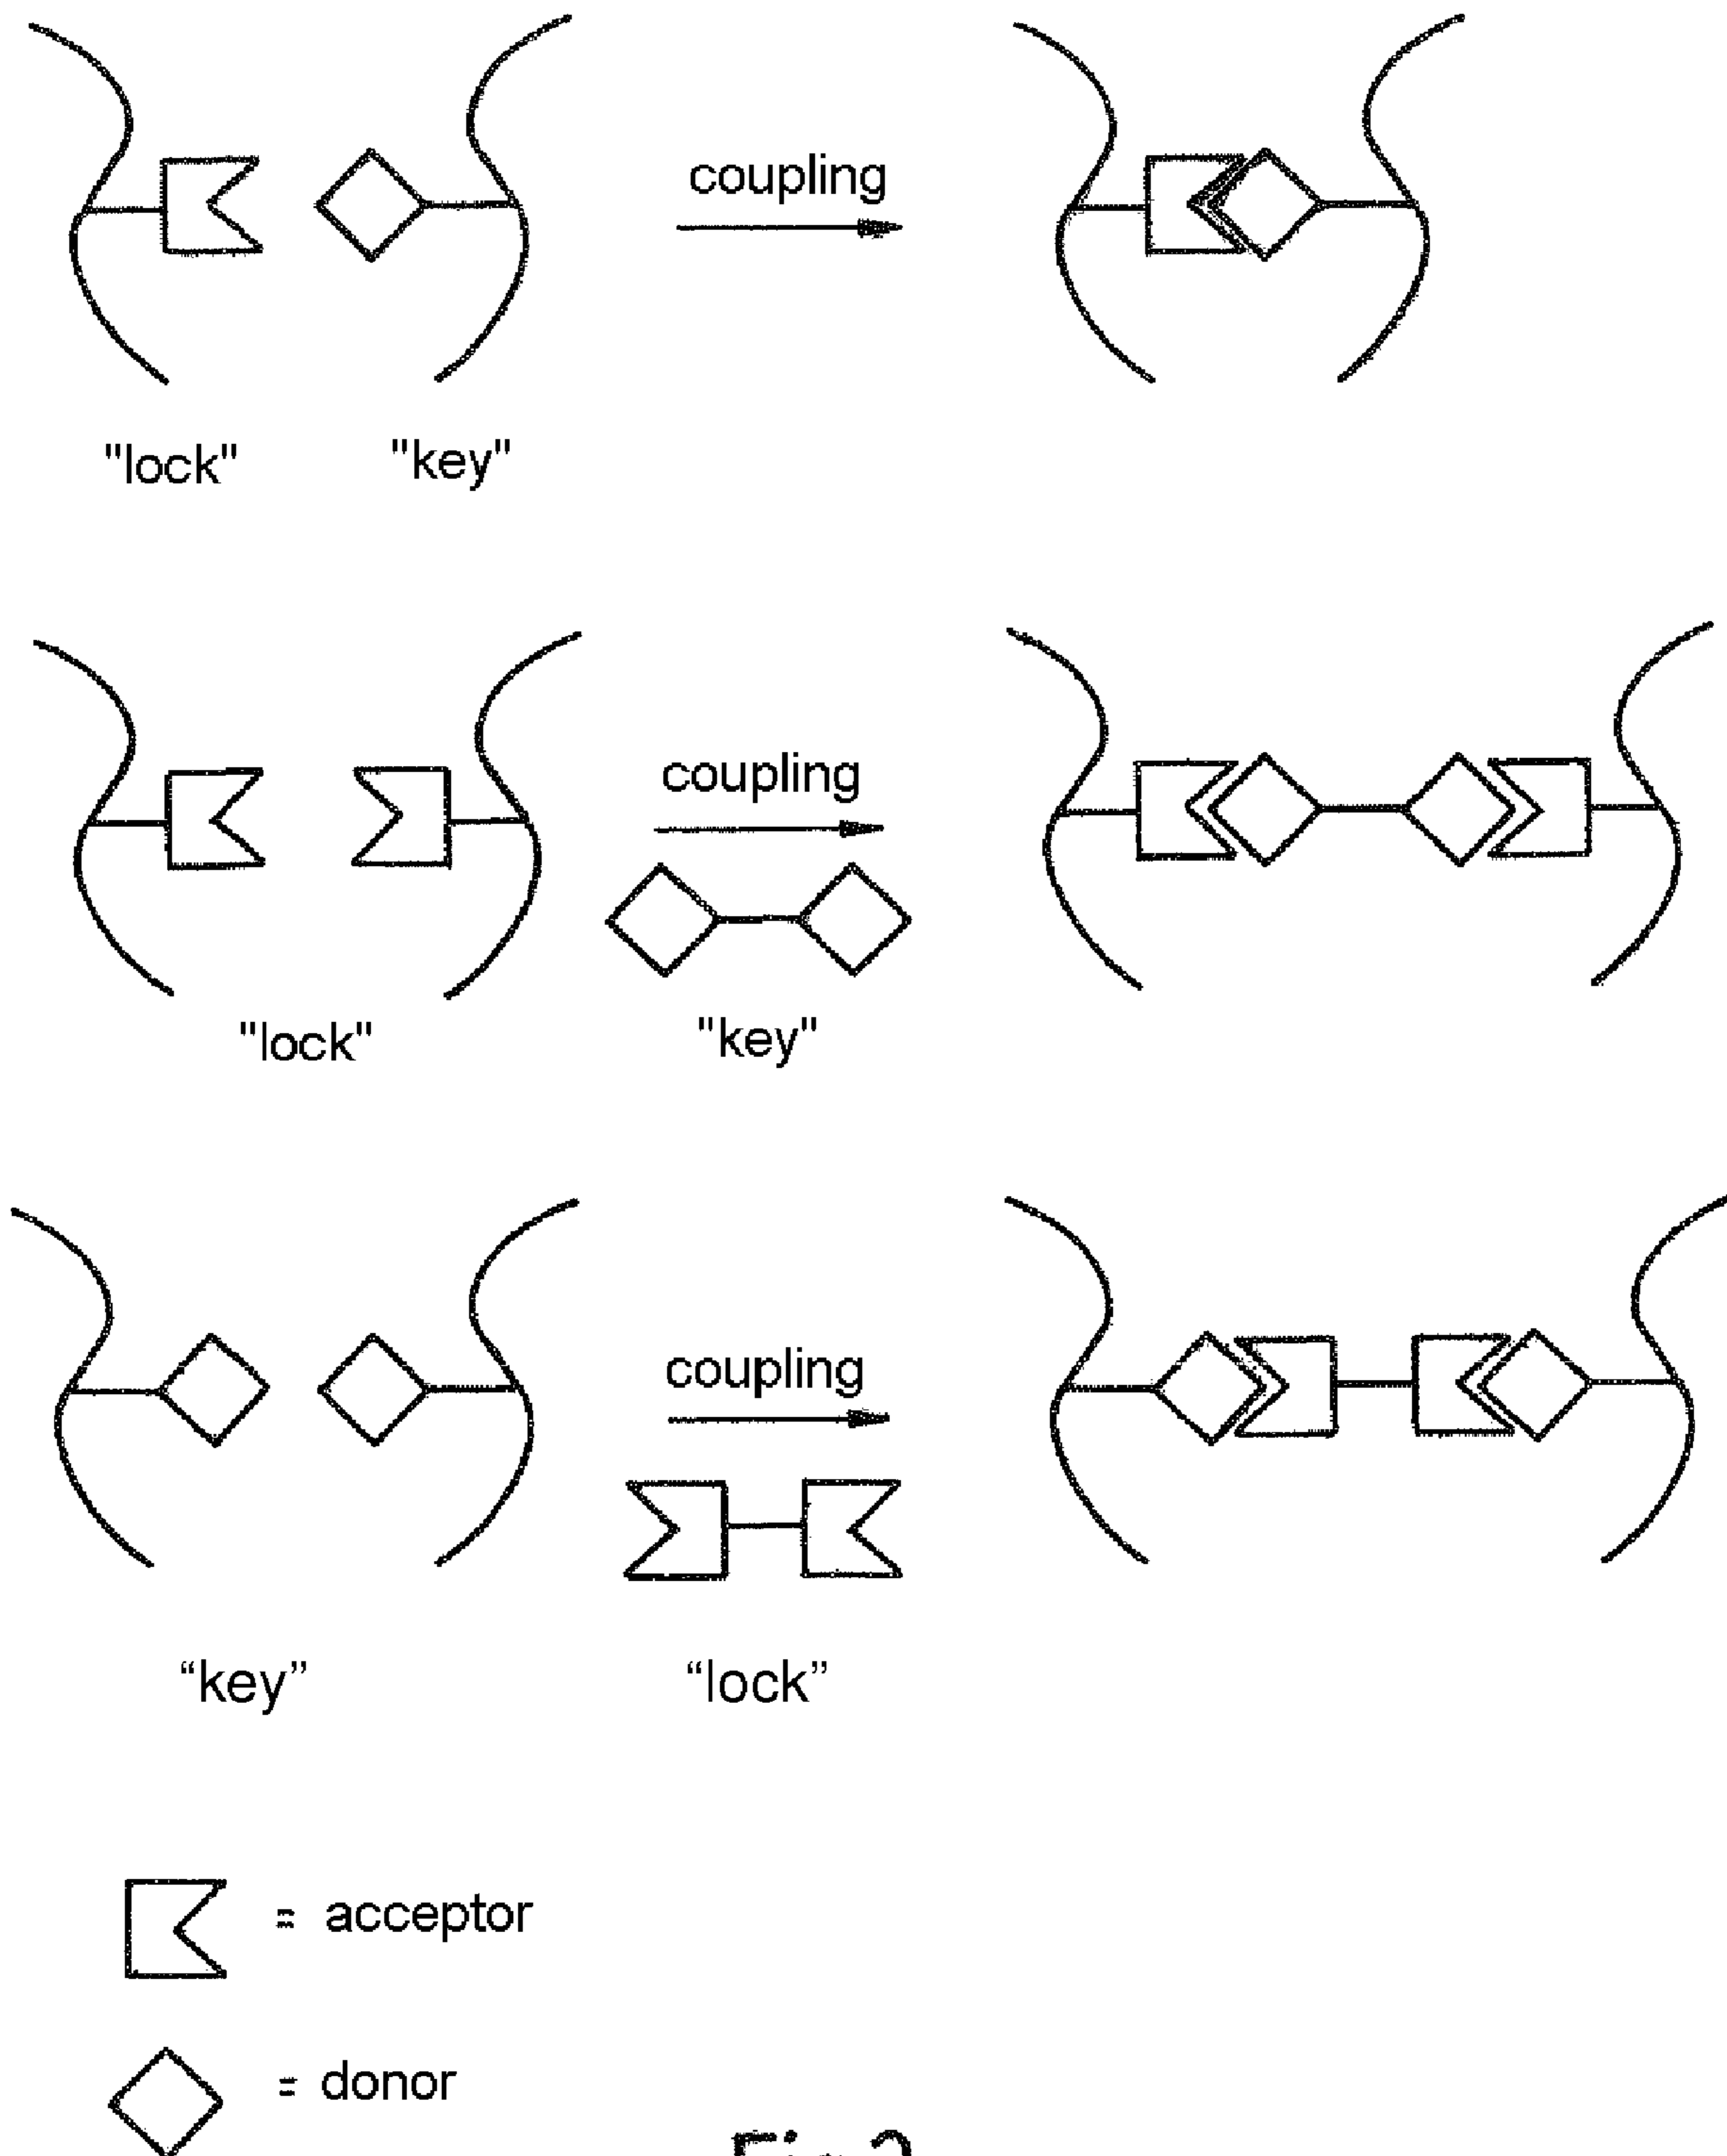 coupling
"lock" "key"
coupling
"lock" "key"
coupling
“key” “lock”
= acceptor
= donor